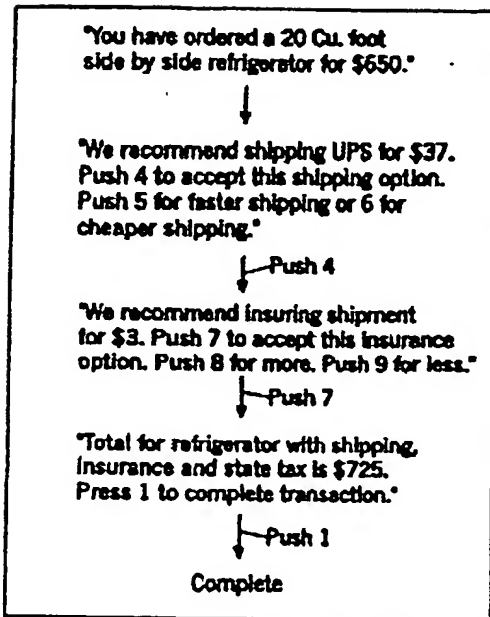 "You have ordered a 20 Cu. foot
side by side refrigerator for $650."
"We recommend shipping UPS for $37.
Push 4 to accept this shipping option.
Push 5 for faster shipping or 6 for
cheaper shipping."
Push 4
"We recommend insuring shipment
for $3. Push 7 to accept this insurance
option. Push 8 for more. Push 9 for less."
Push 7
"Total for refrigerator with shipping,
insurance and state tax is $725.
Press 1 to complete transaction."
Push 1
Complete